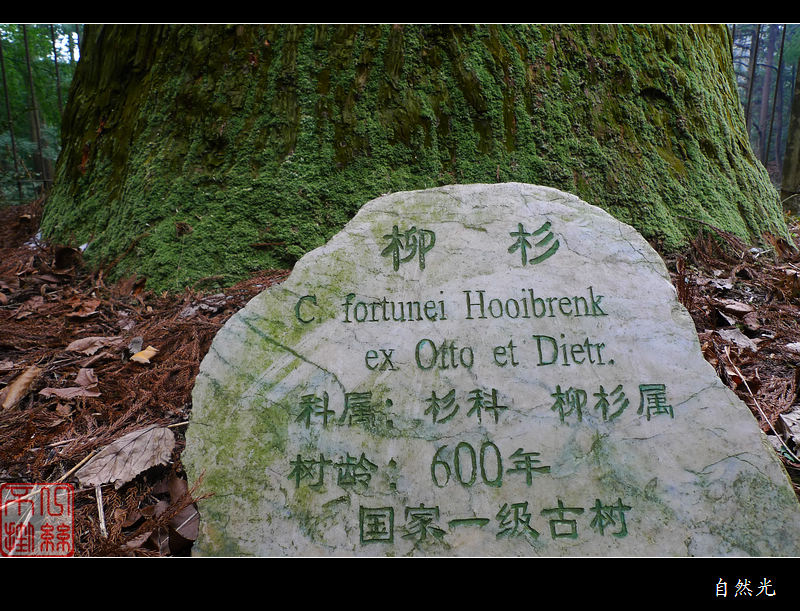 柳杉
C. fortunei Hooibrenk
ex Otto et Dietr.
科属：杉科 柳杉属
树龄：600年
国家一级古树
自然光